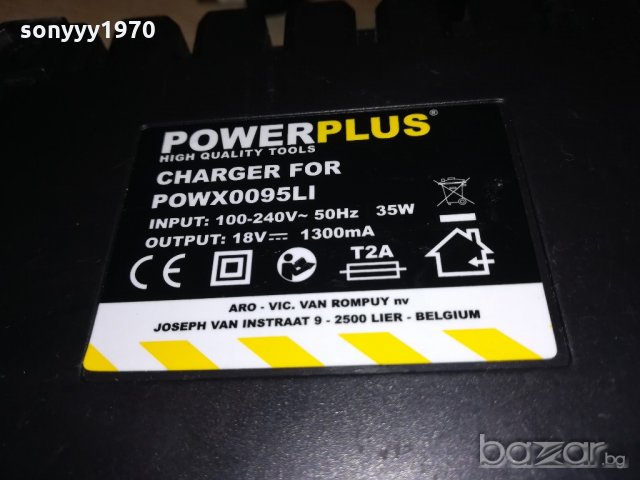 sonyyy1970
POWERPLUS®
HIGH QUALITY TOOLS
CHARGER FOR
POWX0095LI
INPUT: 100-240V~ 50Hz 35W
OUTPUT: 18V⎓ 1300mA
CE
T2A
ARO - VIC. VAN ROMPUY nv
JOSEPH VAN INSTRAAT 9 - 2500 LIER - BELGIUM
bazar.bg